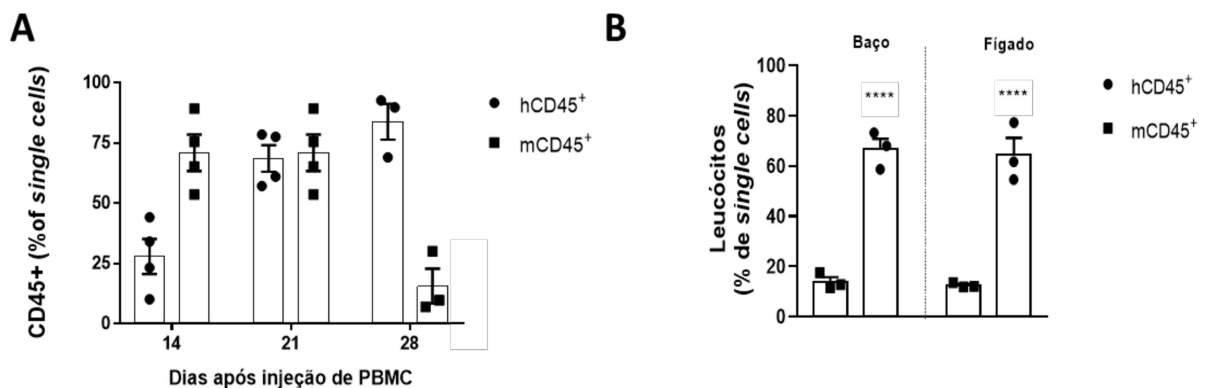 A
CD45+ (%of single cells)
100
75
50
25
0
14
21
28
Dias após injeção de PBMC
hCD45+
mCD45+
B
Baço
Fígado
Leucócitos
(% de single cells)
100
80
60
40
20
0
****
****
hCD45+
mCD45+